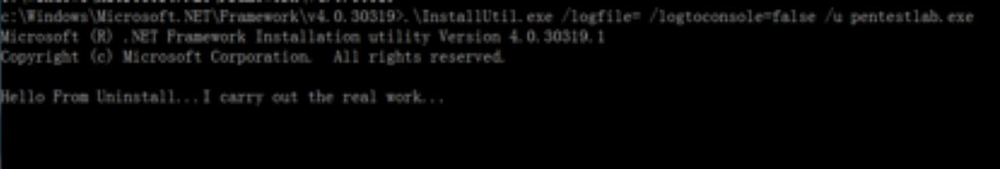 c:\Windows\Microsoft.NET\Framework\v4.0.30319>.\InstallUtil.exe /logfile= /logtoconsole=false /u pentestlab.exe
Microsoft (R) .NET Framework Installation utility Version 4.0.30319.1
Copyright (c) Microsoft Corporation.  All rights reserved.
Hello From Uninstall...I carry out the real work...